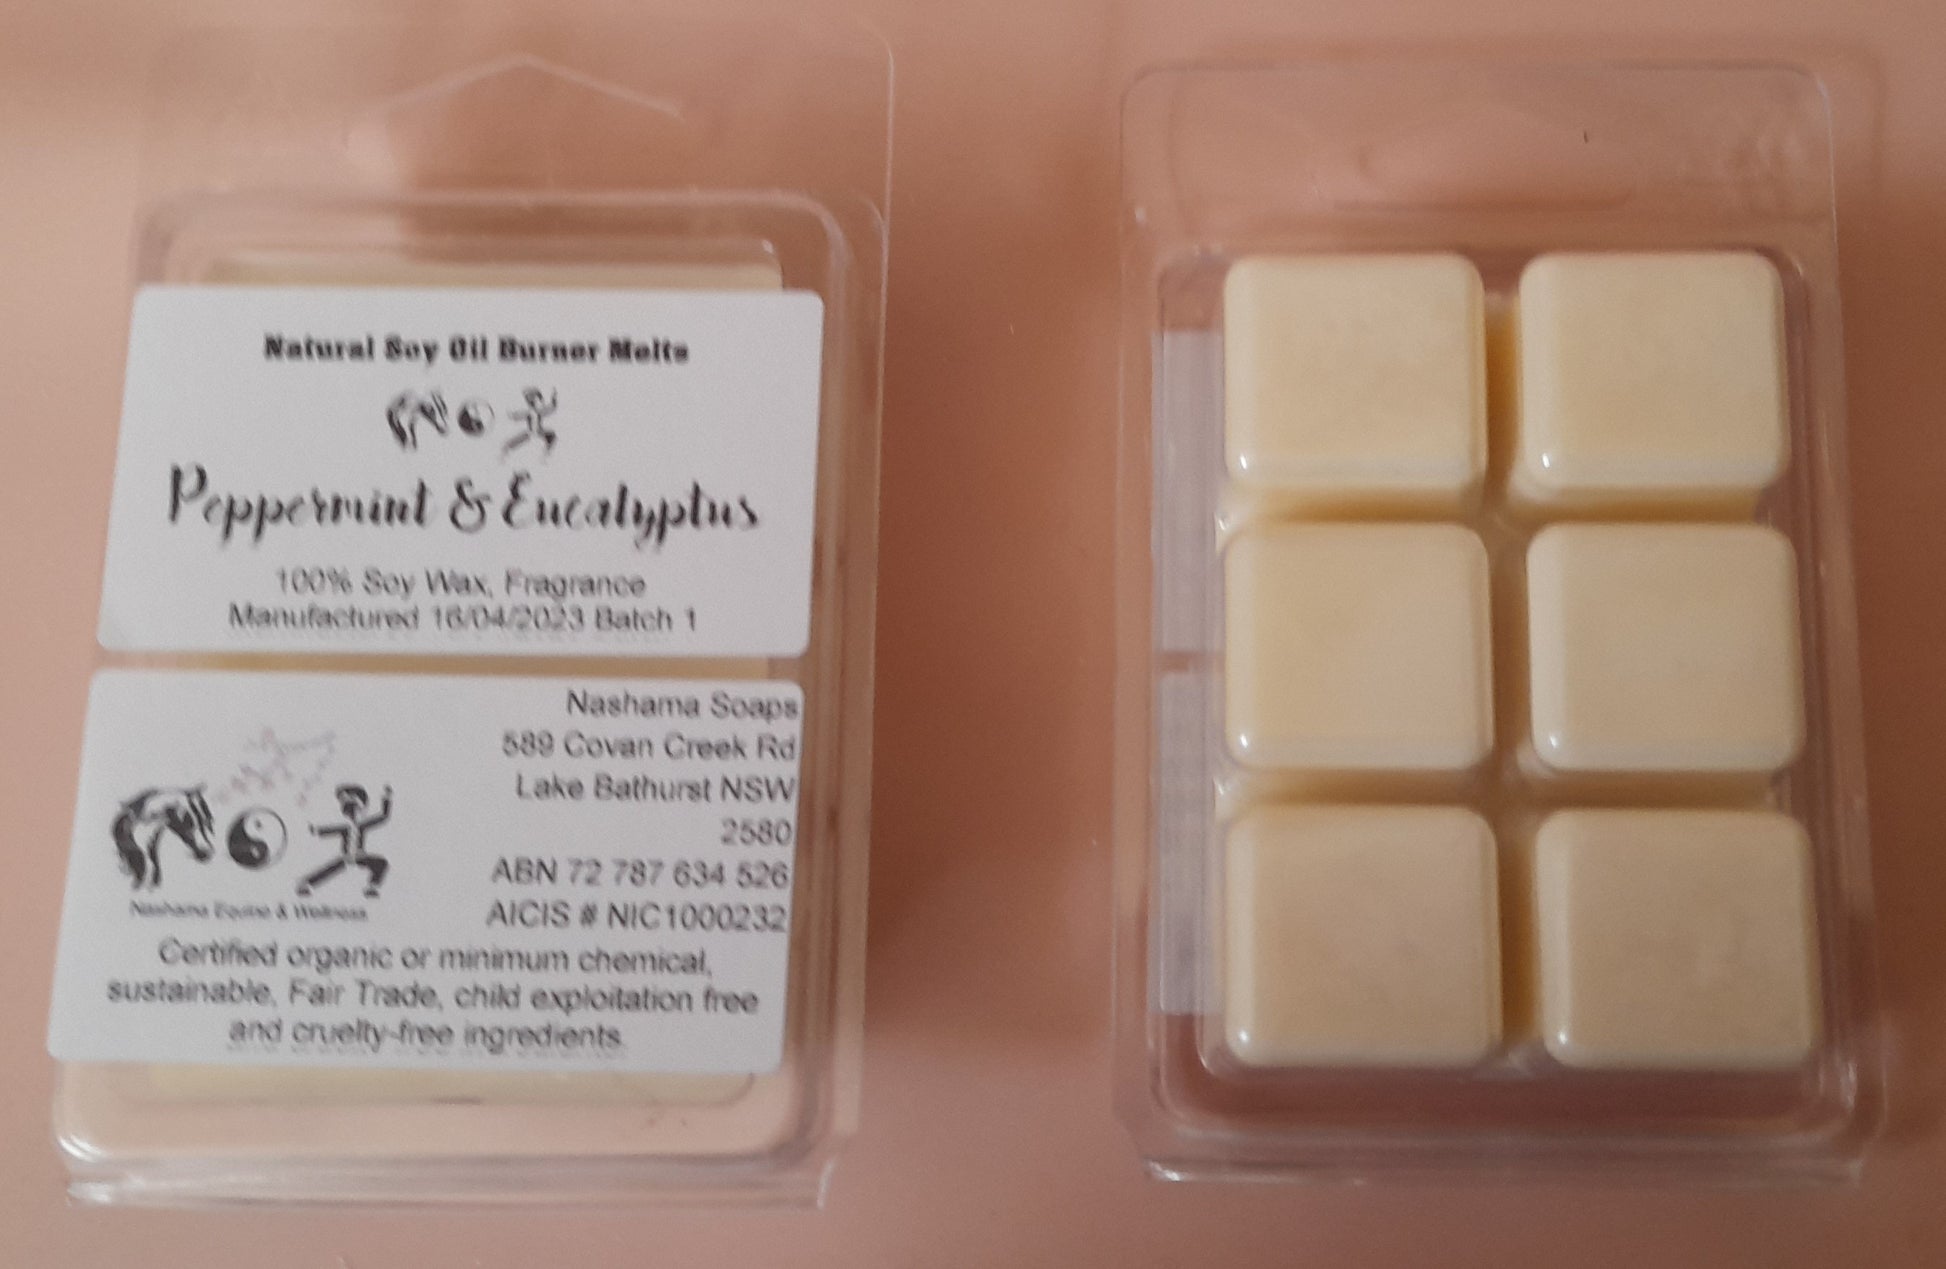 Natural Soy Oil Burner Melts
Peppermint & Eucalyptus
100% Soy Wax, Fragrance
Manufactured 16/04/2023 Batch 1
Nashama Soaps
589 Covan Creek Rd
Lake Bathurst NSW
2580
ABN 72 787 634 526
AICIS # NIC1000232
Nashama Equine & Wellness
Certified organic or minimum chemical,
sustainable, Fair Trade, child exploitation free
and cruelty-free ingredients.